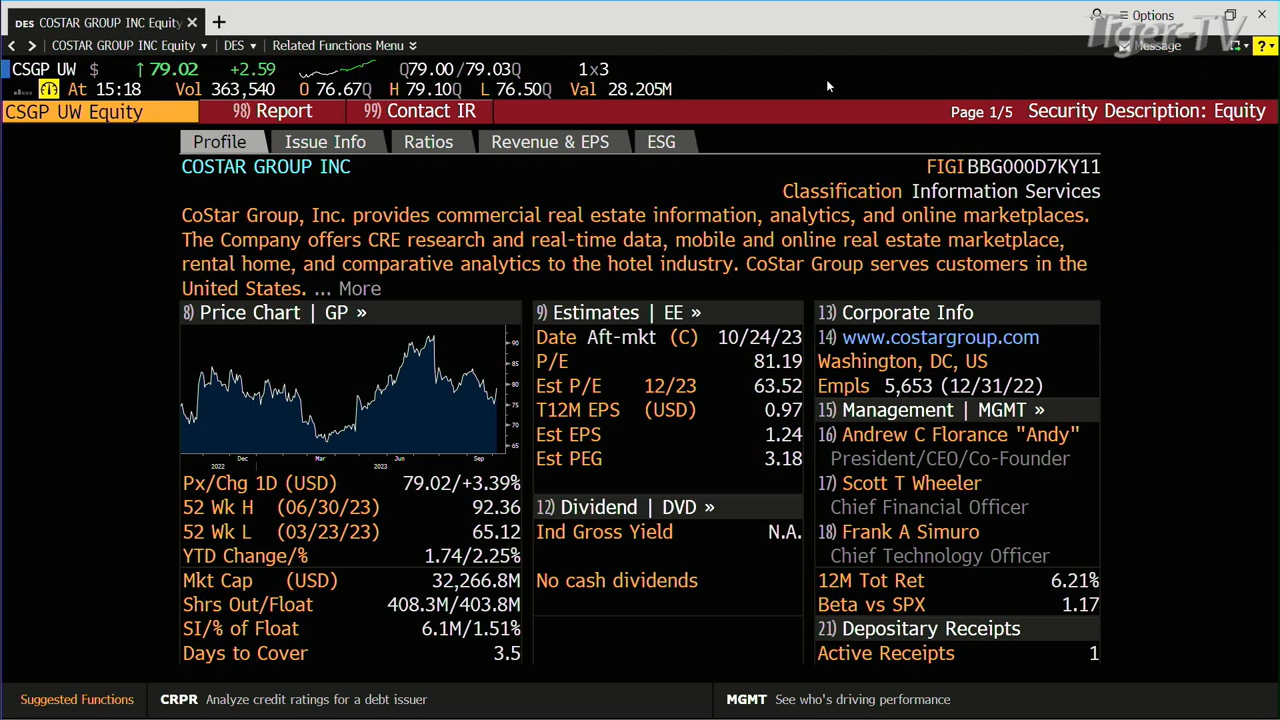 DES COSTAR GROUP INC Equity × +
Options
Tiger-TV
< > COSTAR GROUP INC Equity DES Related Functions Menu Message ?
CSGP UW $ ↑ 79.02 +2.59 Q79.00 / 79.03Q 1x3
At 15:18 Vol 363,540 O 76.67Q H 79.10Q L 76.50Q Val 28.205M
CSGP UW Equity 98) Report 99) Contact IR Page 1/5 Security Description: Equity
Profile Issue Info Ratios Revenue & EPS ESG
COSTAR GROUP INC FIGI BBG000D7KY11
Classification Information Services
CoStar Group, Inc. provides commercial real estate information, analytics, and online marketplaces.
The Company offers CRE research and real-time data, mobile and online real estate marketplace,
rental home, and comparative analytics to the hotel industry. CoStar Group serves customers in the
United States. ... More
8) Price Chart | GP »
90
85
80
75
70
65
Dec Mar Jun Sep
2022 2023
Px/Chg 1D (USD) 79.02/+3.39%
52 Wk H (06/30/23) 92.36
52 Wk L (03/23/23) 65.12
YTD Change/% 1.74/2.25%
Mkt Cap (USD) 32,266.8M
Shrs Out/Float 408.3M/403.8M
SI/% of Float 6.1M/1.51%
Days to Cover 3.5
9) Estimates | EE »
Date Aft-mkt (C) 10/24/23
P/E 81.19
Est P/E 12/23 63.52
T12M EPS (USD) 0.97
Est EPS 1.24
Est PEG 3.18
12) Dividend | DVD »
Ind Gross Yield N.A.
No cash dividends
13) Corporate Info
14) www.costargroup.com
Washington, DC, US
Empls 5,653 (12/31/22)
15) Management | MGMT »
16) Andrew C Florance "Andy"
President/CEO/Co-Founder
17) Scott T Wheeler
Chief Financial Officer
18) Frank A Simuro
Chief Technology Officer
12M Tot Ret 6.21%
Beta vs SPX 1.17
21) Depositary Receipts
Active Receipts 1
Suggested Functions CRPR Analyze credit ratings for a debt issuer MGMT See who's driving performance